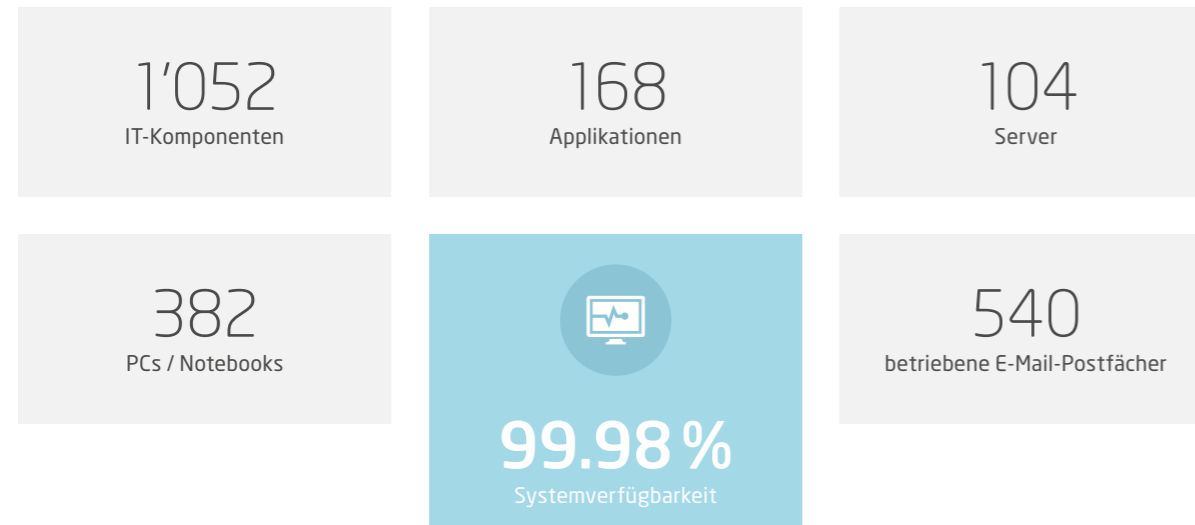 1’052
IT-Komponenten
168
Applikationen
104
Server
382
PCs / Notebooks
99.98 %
Systemverfügbarkeit
540
betriebene E-Mail-Postfächer